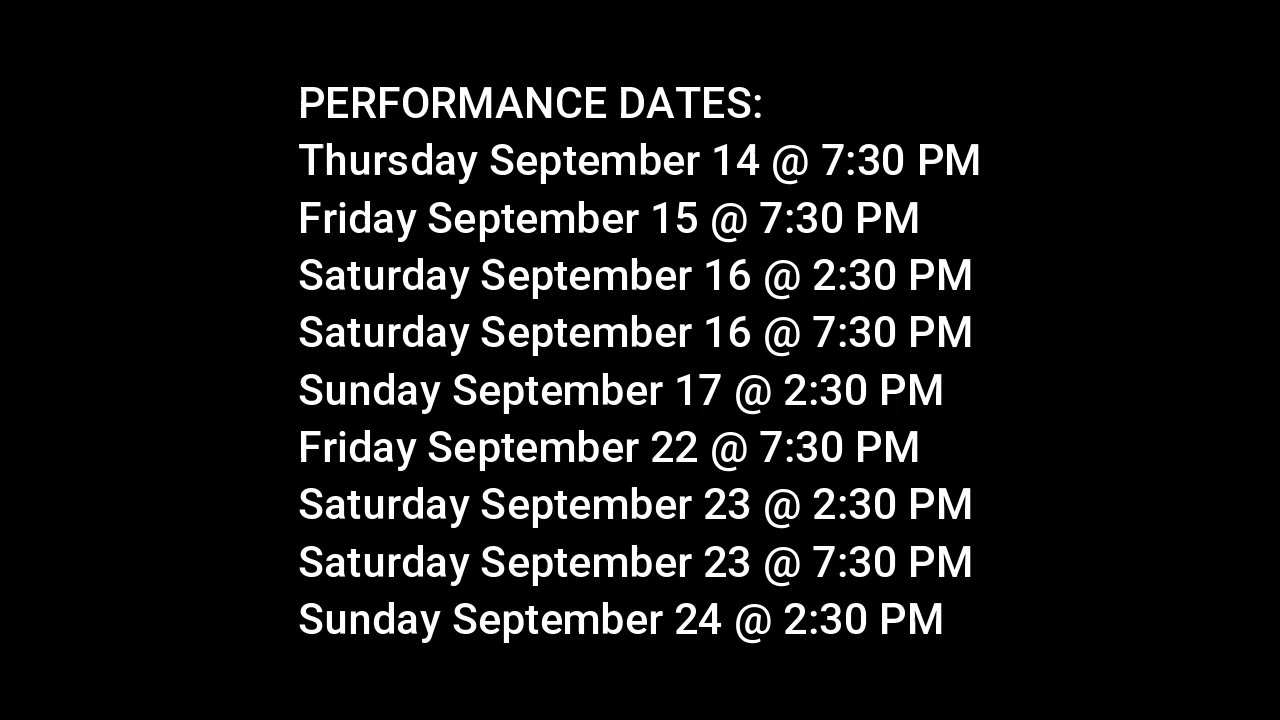 PERFORMANCE DATES:
Thursday September 14 @ 7:30 PM
Friday September 15 @ 7:30 PM
Saturday September 16 @ 2:30 PM
Saturday September 16 @ 7:30 PM
Sunday September 17 @ 2:30 PM
Friday September 22 @ 7:30 PM
Saturday September 23 @ 2:30 PM
Saturday September 23 @ 7:30 PM
Sunday September 24 @ 2:30 PM